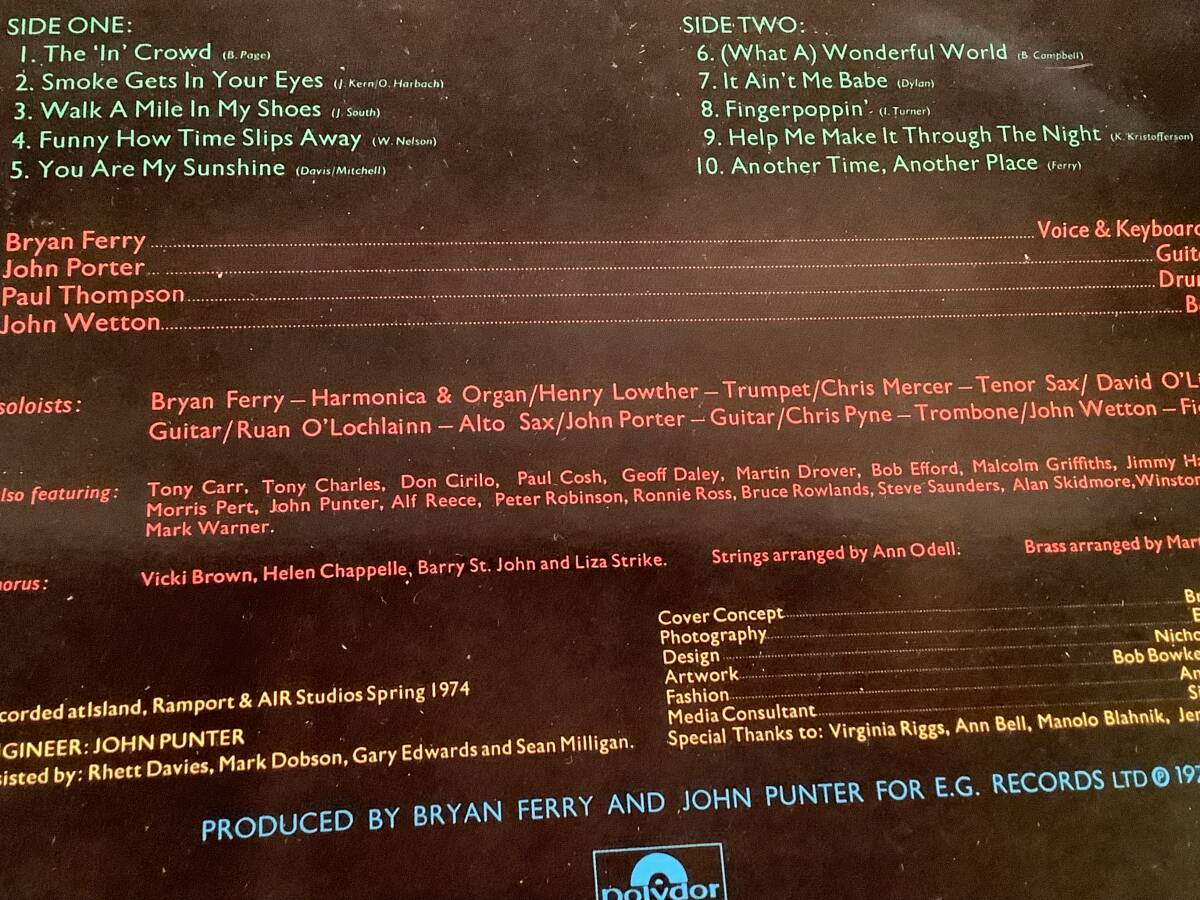 SIDE ONE:
1. The 'In' Crowd (B. Page)
2. Smoke Gets In Your Eyes (J. Kern/O. Harbach)
3. Walk A Mile In My Shoes (J. South)
4. Funny How Time Slips Away (W. Nelson)
5. You Are My Sunshine (Davis/Mitchell)
SIDE TWO:
6. (What A) Wonderful World (B. Campbell)
7. It Ain't Me Babe (Dylan)
8. Fingerpoppin'. (I. Turner)
9. Help Me Make It Through The Night (K. Kristofferson)
10. Another Time, Another Place (Ferry)
Bryan Ferry Voice & Keyboard
John Porter Guit
Paul Thompson Dru
John Wetton B
soloists: Bryan Ferry – Harmonica & Organ/Henry Lowther – Trumpet/Chris Mercer – Tenor Sax/ David O'Li
Guitar/Ruan O'Lochlainn – Alto Sax/John Porter – Guitar/Chris Pyne – Trombone/John Wetton – Fi
lso featuring: Tony Carr, Tony Charles, Don Cirilo, Paul Cosh, Geoff Daley, Martin Drover, Bob Efford, Malcolm Griffiths, Jimmy Ha
Morris Pert, John Punter, Alf Reece, Peter Robinson, Ronnie Ross, Bruce Rowlands, Steve Saunders, Alan Skidmore, Winston
Mark Warner.
orus: Vicki Brown, Helen Chappelle, Barry St. John and Liza Strike. Strings arranged by Ann Odell. Brass arranged by Mart
Cover Concept B
Photography E
Design Nicho
Artwork Bob Bowke
Fashion An
Media Consultant Si
Special Thanks to: Virginia Riggs, Ann Bell, Manolo Blahnik, Jer
corded at Island, Ramport & AIR Studios Spring 1974
GINEER: JOHN PUNTER
sisted by: Rhett Davies, Mark Dobson, Gary Edwards and Sean Milligan.
PRODUCED BY BRYAN FERRY AND JOHN PUNTER FOR E.G. RECORDS LTD ℗ 197
polydor